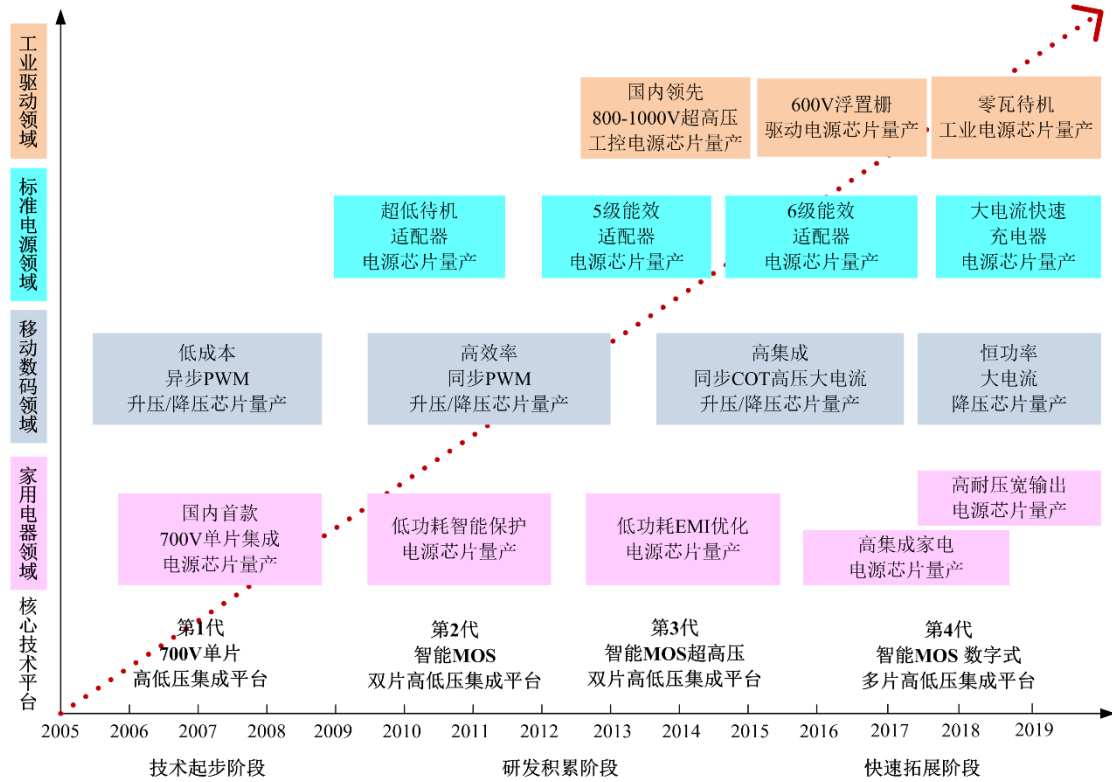 工业驱动领域
国内领先
800-1000V超高压
工控电源芯片量产
600V浮置栅
驱动电源芯片量产
零瓦待机
工业电源芯片量产
标准电源领域
超低待机
适配器
电源芯片量产
5级能效
适配器
电源芯片量产
6级能效
适配器
电源芯片量产
大电流快速
充电器
电源芯片量产
移动数码领域
低成本
异步PWM
升压/降压芯片量产
高效率
同步PWM
升压/降压芯片量产
高集成
同步COT高压大电流
升压/降压芯片量产
恒功率
大电流
降压芯片量产
家用电器领域
国内首款
700V单片集成
电源芯片量产
低功耗智能保护
电源芯片量产
低功耗EMI优化
电源芯片量产
高集成家电
电源芯片量产
高耐压宽输出
电源芯片量产
核心技术平台
第1代
700V单片
高低压集成平台
第2代
智能MOS
双片高低压集成平台
第3代
智能MOS超高压
双片高低压集成平台
第4代
智能MOS 数字式
多片高低压集成平台
2005 2006 2007 2008 2009 2010 2011 2012 2013 2014 2015 2016 2017 2018 2019
技术起步阶段 研发积累阶段 快速拓展阶段